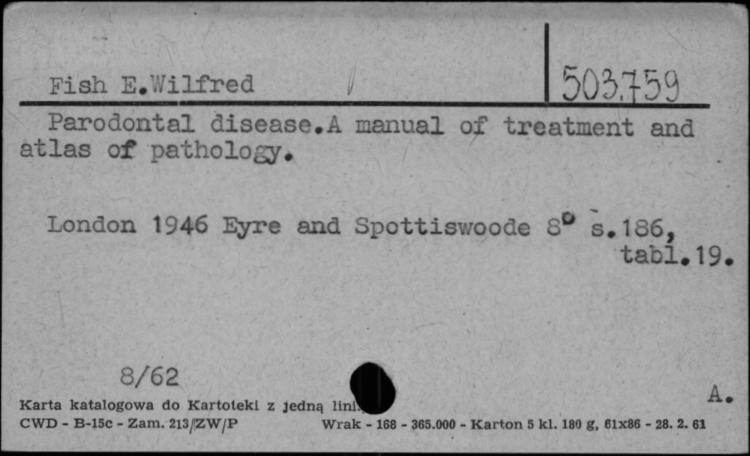 Fish E.Wilfred 503.759
Parodontal disease.A manual of treatment and
atlas of pathology.
London 1946 Eyre and Spottiswoode 8° s.186,
tabl.19.
8/62
A.
Karta katalogowa do Kartoteki z jedną
CWD - B-15c - Zam. 213/ZW/P Wrak - 168 - 365.000 - Karton 5 kl. 180 g, 61x86 - 28. 2. 61